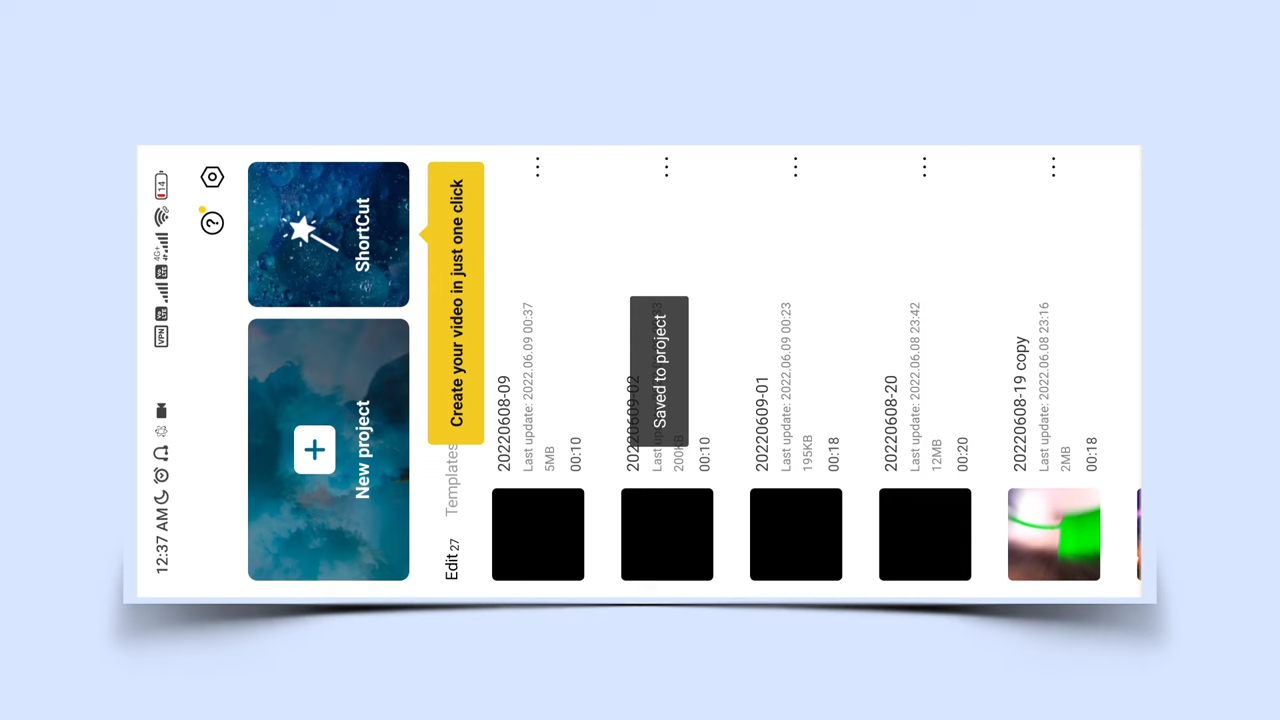 12:37 AM
VPN
4G+
14
New project
ShortCut
Create your video in just one click
Edit 27
Templates
20220608-09
Last update: 2022.06.09 00:37
5MB
00:10
20220609-02
Saved to project
200KB
00:10
20220609-01
Last update: 2022.06.09 00:23
195KB
00:18
20220608-20
Last update: 2022.06.08 23:42
12MB
00:20
20220608-19 copy
Last update: 2022.06.08 23:16
2MB
00:18